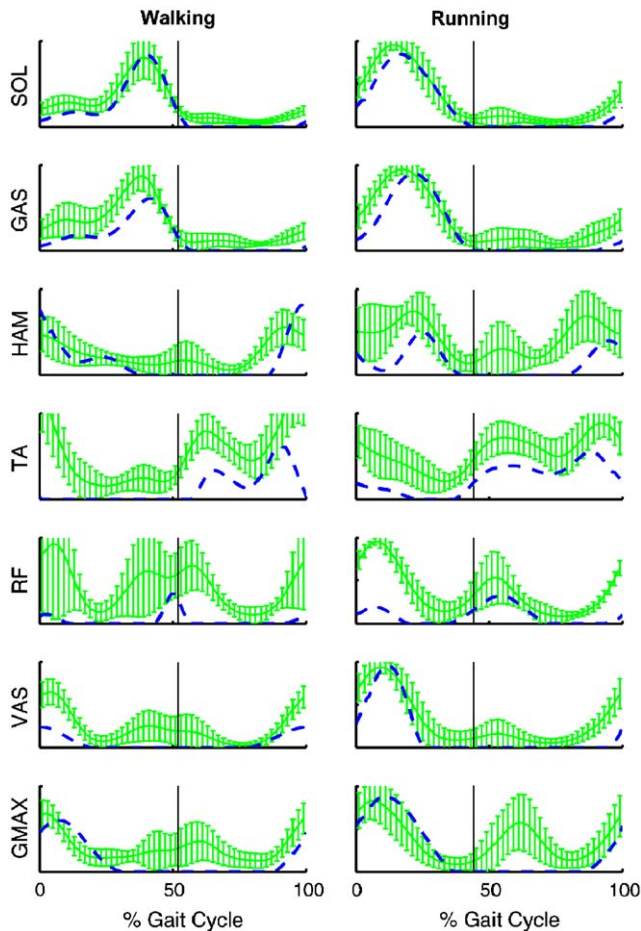 Walking Running
SOL
GAS
HAM
TA
RF
VAS
GMAX
0 50 100 0 50 100
% Gait Cycle % Gait Cycle